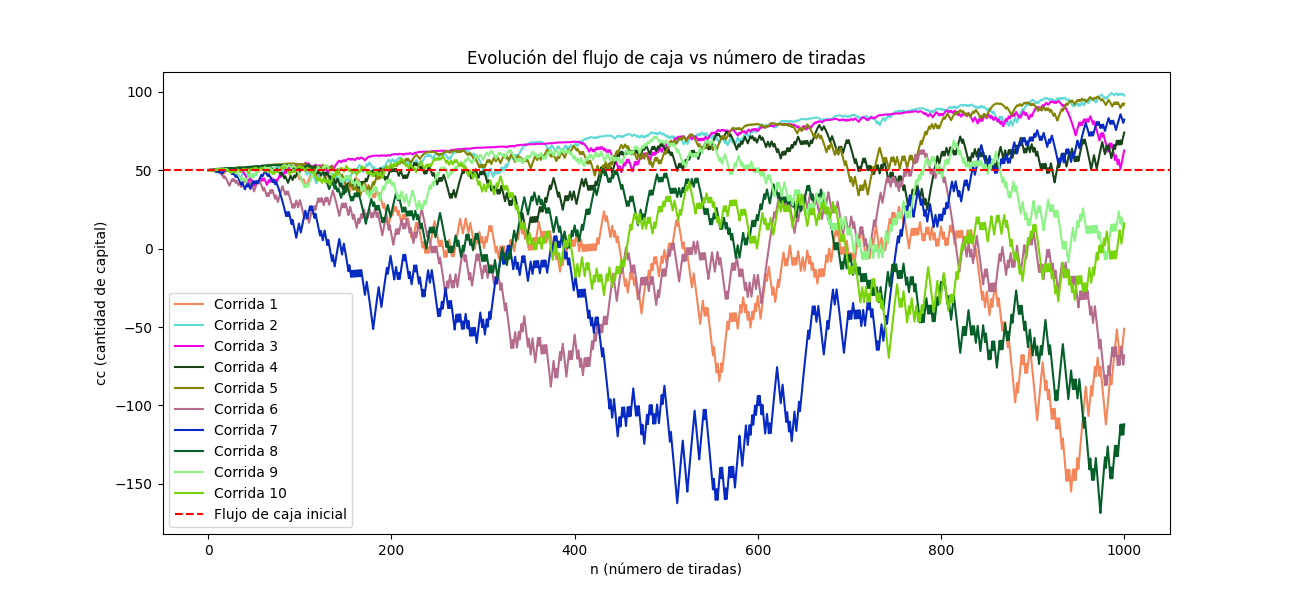 Evolución del flujo de caja vs número de tiradas
cc (cantidad de capital)
100
50
0
−50
−100
−150
Corrida 1
Corrida 2
Corrida 3
Corrida 4
Corrida 5
Corrida 6
Corrida 7
Corrida 8
Corrida 9
Corrida 10
Flujo de caja inicial
0 200 400 600 800 1000
n (número de tiradas)